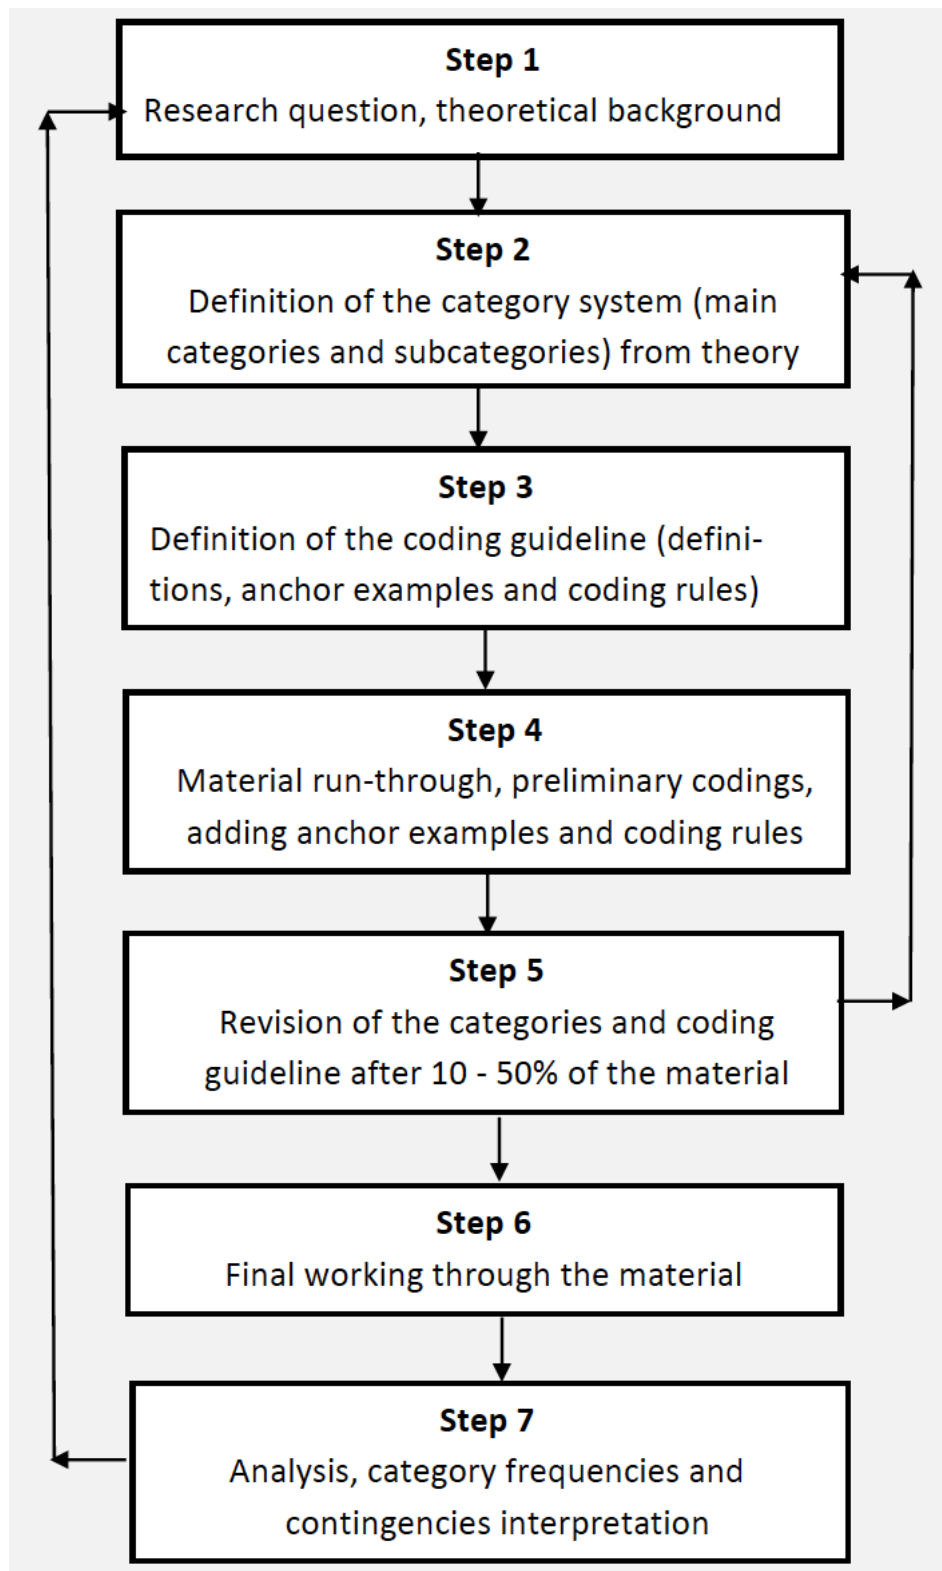 Step 1
Research question, theoretical background
Step 2
Definition of the category system (main
categories and subcategories) from theory
Step 3
Definition of the coding guideline (defini-
tions, anchor examples and coding rules)
Step 4
Material run-through, preliminary codings,
adding anchor examples and coding rules
Step 5
Revision of the categories and coding
guideline after 10 - 50% of the material
Step 6
Final working through the material
Step 7
Analysis, category frequencies and
contingencies interpretation